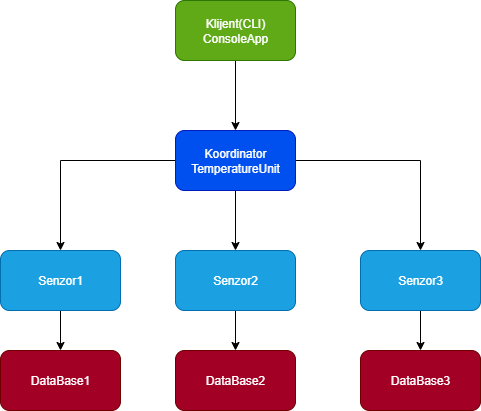 Klijent(CLI)
ConsoleApp
Koordinator
TemperatureUnit
Senzor1
Senzor2
Senzor3
DataBase1
DataBase2
DataBase3